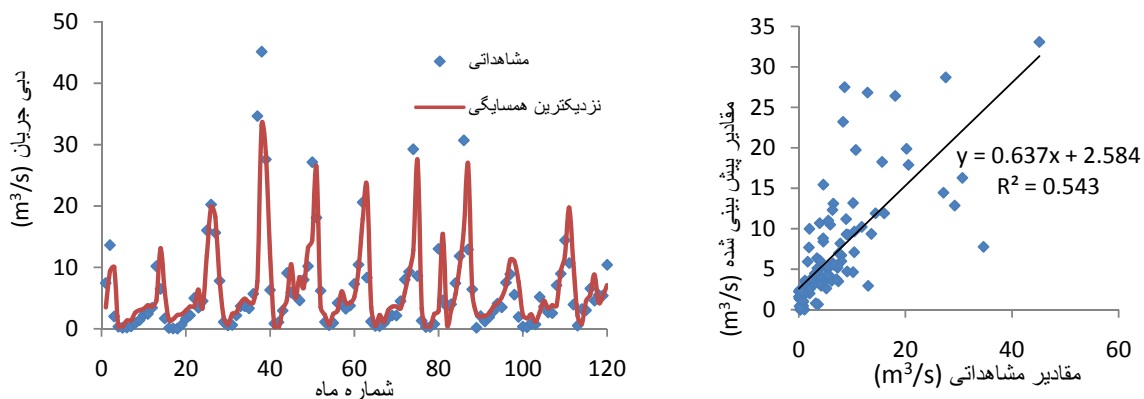 50
40
30
20
10
0
دبی جریان (m³/s)
مشاهداتی
نزدیکترین همسایگی
0 20 40 60 80 100 120
شماره ماه
35
30
25
20
15
10
5
0
مقادیر پیش بینی شده (m³/s)
y = 0.637x + 2.584
R² = 0.543
0 20 40 60
مقادیر مشاهداتی (m³/s)